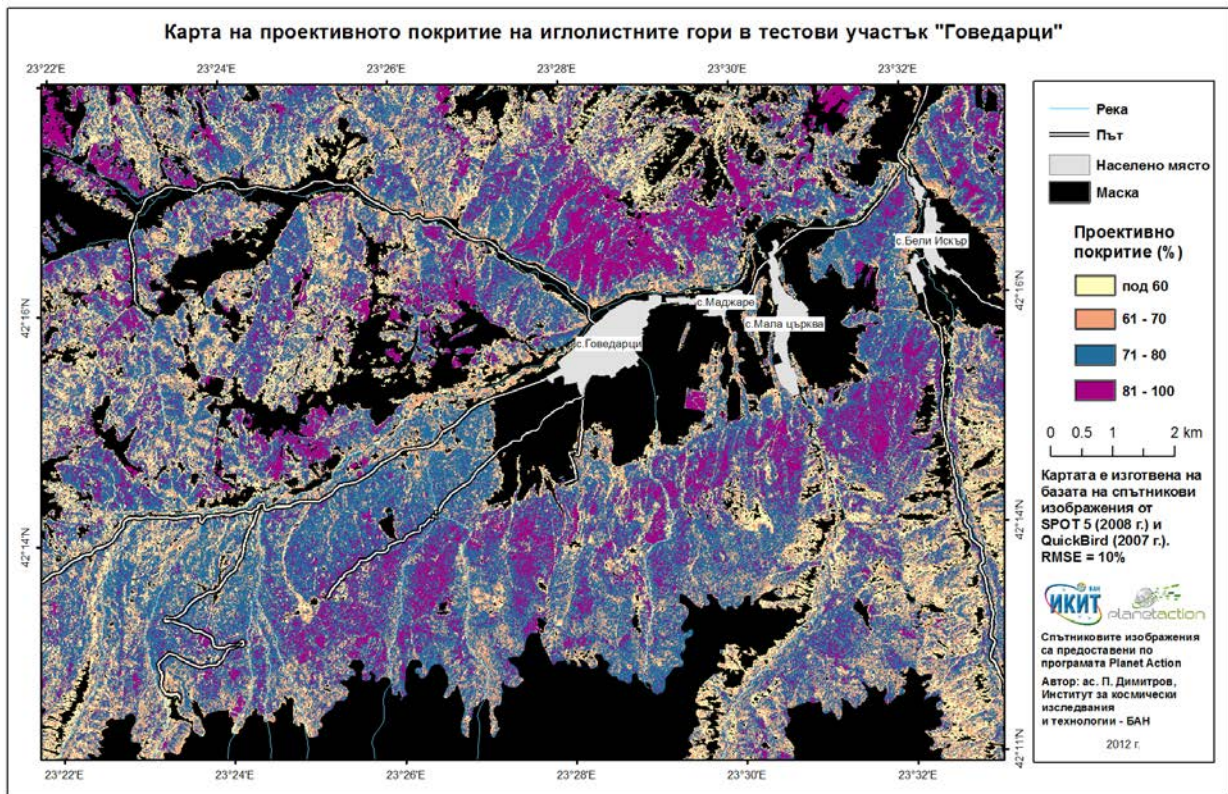 Карта на проективното покритие на иглолистните гори в тестови участък "Говедарци"
23°22'E
23°24'E
23°26'E
23°28'E
23°30'E
23°32'E
42°16'N
42°14'N
42°16'N
42°14'N
42°11'N
с.Бели Искър
с.Маджаре
с.Мала църква
с.Говедарци
23°22'E
23°24'E
23°26'E
23°28'E
23°30'E
23°32'E
Река
Път
Населено място
Маска
Проективно
покритие (%)
под 60
61 - 70
71 - 80
81 - 100
0 0.5 1 2 km
Картата е изготвена на
базата на спътникови
изображения от
SPOT 5 (2008 г.) и
QuickBird (2007 г.).
RMSE = 10%
БАН
ИКИТ
planetaction
Спътниковите изображения
са предоставени по
програмата Planet Action
Автор: ас. П. Димитров,
Институт за космически
изследвания
и технологии - БАН
2012 г.